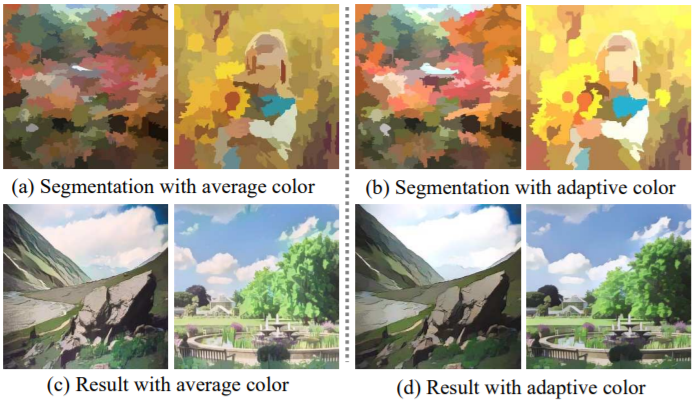 (a) Segmentation with average color
(b) Segmentation with adaptive color
(c) Result with average color
(d) Result with adaptive color